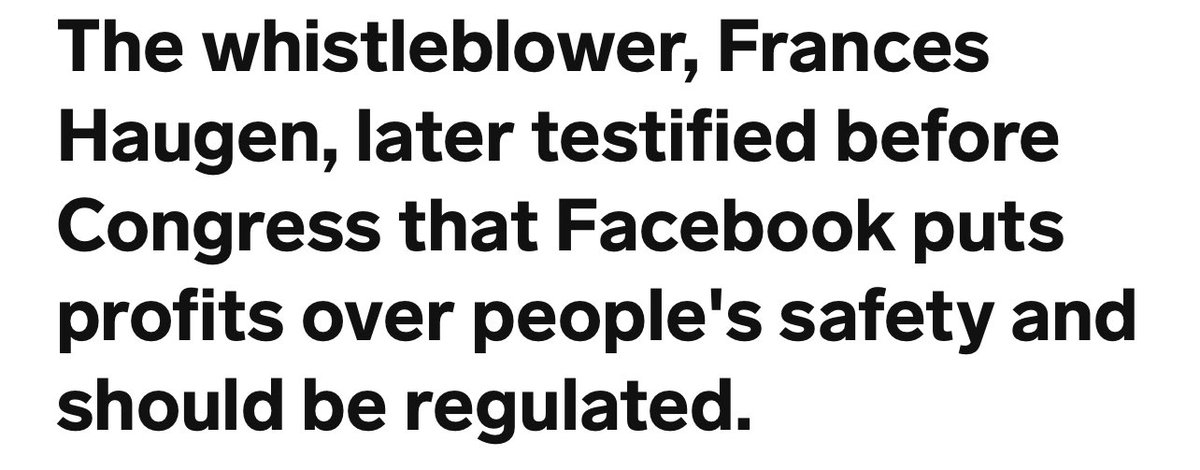 The whistleblower, Frances
Haugen, later testified before
Congress that Facebook puts
profits over people's safety and
should be regulated.